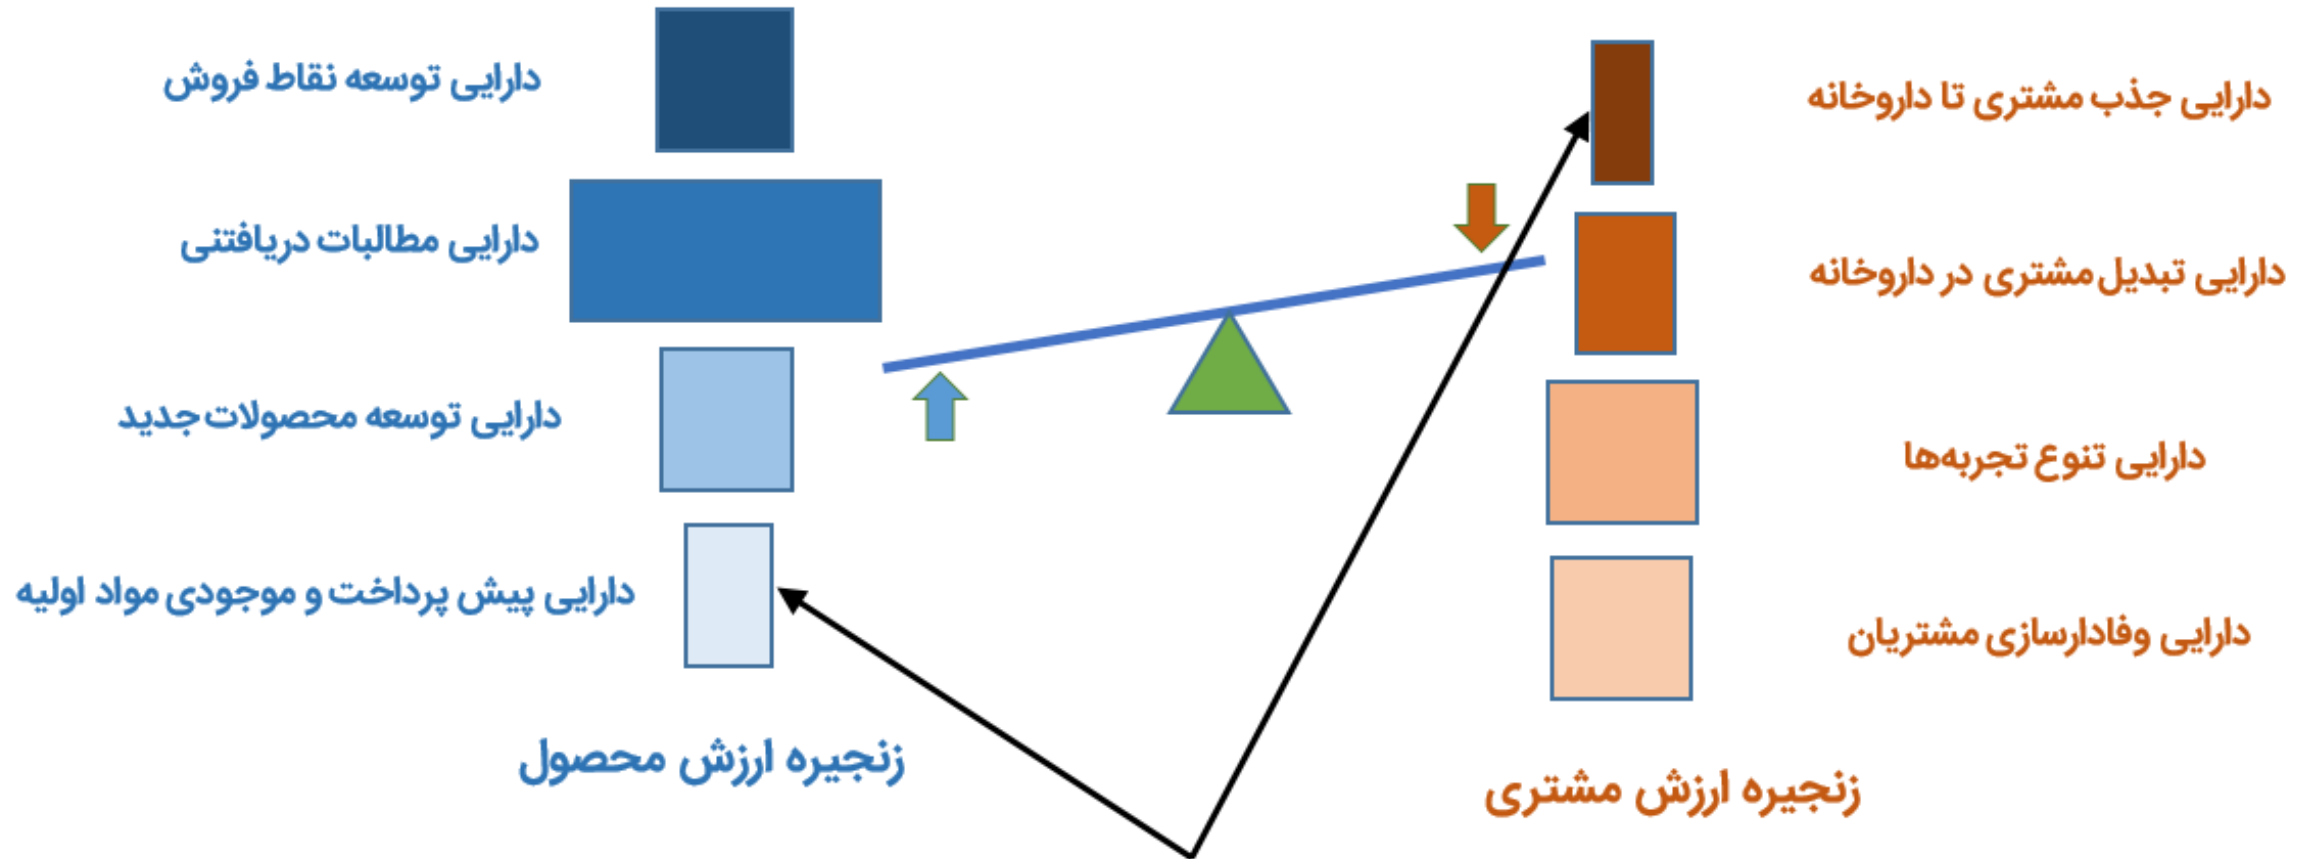 دارایی جذب مشتری تا داروخانه
دارایی تبدیل مشتری در داروخانه
دارایی تنوع تجربه‌ها
دارایی وفادارسازی مشتریان
زنجیره ارزش مشتری
دارایی توسعه نقاط فروش
دارایی مطالبات دریافتنی
دارایی توسعه محصولات جدید
دارایی پیش پرداخت و موجودی مواد اولیه
زنجیره ارزش محصول